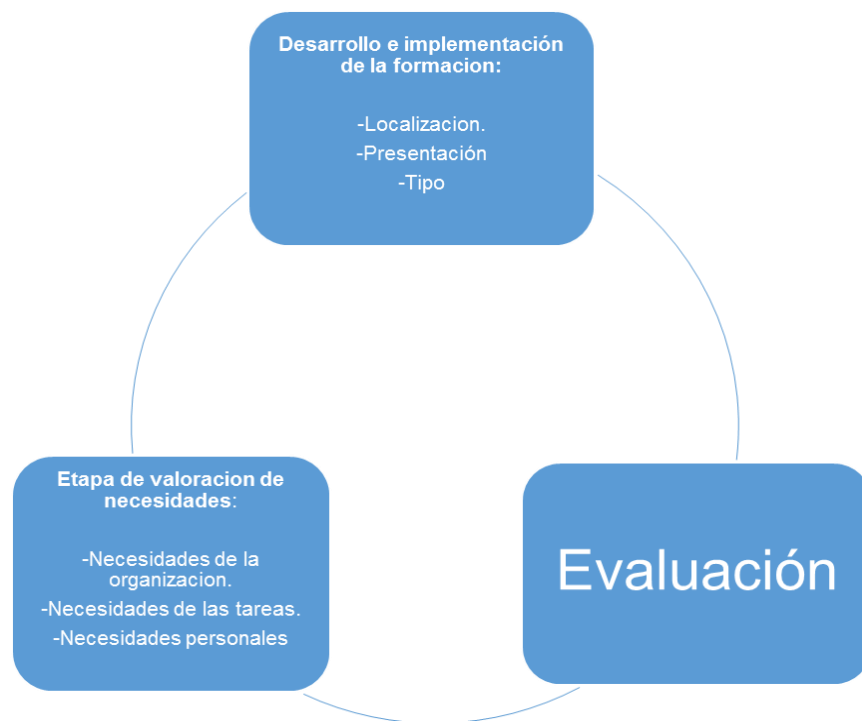 Desarrollo e implementación
de la formacion:
-Localizacion.
-Presentación
-Tipo
Etapa de valoracion de
necesidades:
-Necesidades de la
organizacion.
-Necesidades de las tareas.
-Necesidades personales
Evaluación